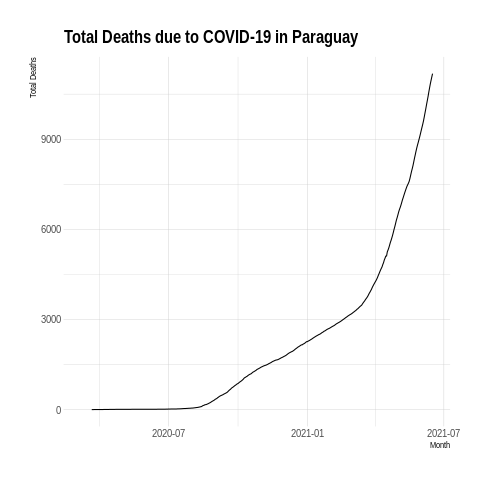 Total Deaths due to COVID-19 in Paraguay
Total Deaths
9000
6000
3000
0
2020-07
2021-01
2021-07
Month